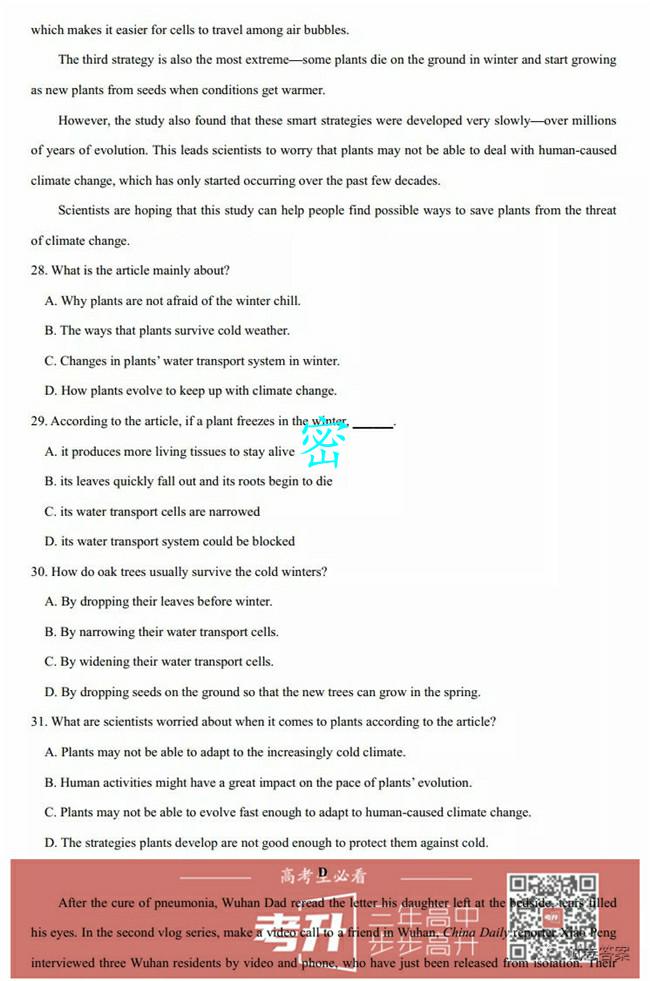 which makes it easier for cells to travel among air bubbles.
The third strategy is also the most extreme—some plants die on the ground in winter and start growing
as new plants from seeds when conditions get warmer.
However, the study also found that these smart strategies were developed very slowly—over millions
of years of evolution. This leads scientists to worry that plants may not be able to deal with human-caused
climate change, which has only started occurring over the past few decades.
Scientists are hoping that this study can help people find possible ways to save plants from the threat
of climate change.
28. What is the article mainly about?
A. Why plants are not afraid of the winter chill.
B. The ways that plants survive cold weather.
C. Changes in plants' water transport system in winter.
D. How plants evolve to keep up with climate change.
29. According to the article, if a plant freezes in the winter, _____.
密
A. it produces more living tissues to stay alive
B. its leaves quickly fall out and its roots begin to die
C. its water transport cells are narrowed
D. its water transport system could be blocked
30. How do oak trees usually survive the cold winters?
A. By dropping their leaves before winter.
B. By narrowing their water transport cells.
C. By widening their water transport cells.
D. By dropping seeds on the ground so that the new trees can grow in the spring.
31. What are scientists worried about when it comes to plants according to the article?
A. Plants may not be able to adapt to the increasingly cold climate.
B. Human activities might have a great impact on the pace of plants' evolution.
C. Plants may not be able to evolve fast enough to adapt to human-caused climate change.
D. The strategies plants develop are not good enough to protect them against cold.
D
高考生必看
After the cure of pneumonia, Wuhan Dad reread the letter his daughter left at the bedside, tears filled
his eyes. In the second vlog series, make a video call to a friend in Wuhan, China Daily reporter Xiao Peng
interviewed three Wuhan residents by video and phone, who have just been released from isolation. Their
考升
三年高中
步步高升
答案